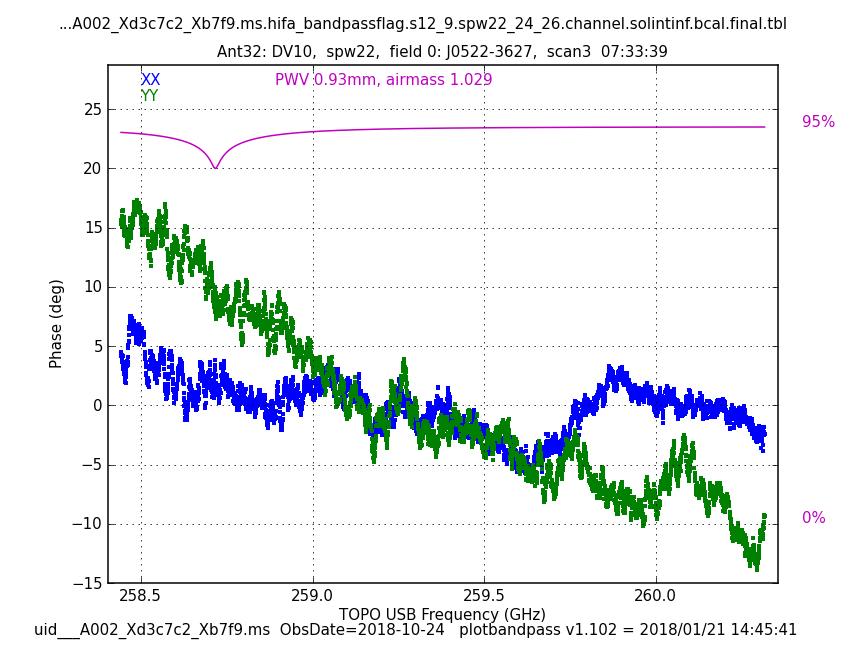 ...A002_Xd3c7c2_Xb7f9.ms.hifa_bandpassflag.s12_9.spw22_24_26.channel.solintinf.bcal.final.tbl
Ant32: DV10,  spw22,  field 0: J0522-3627,  scan3  07:33:39
XX
PWV 0.93mm, airmass 1.029
YY
25
95%
20
15
10
Phase (deg)
5
0
−5
−10
0%
−15
258.5
259.0
259.5
260.0
TOPO USB Frequency (GHz)
uid___A002_Xd3c7c2_Xb7f9.ms  ObsDate=2018-10-24   plotbandpass v1.102 = 2018/01/21 14:45:41